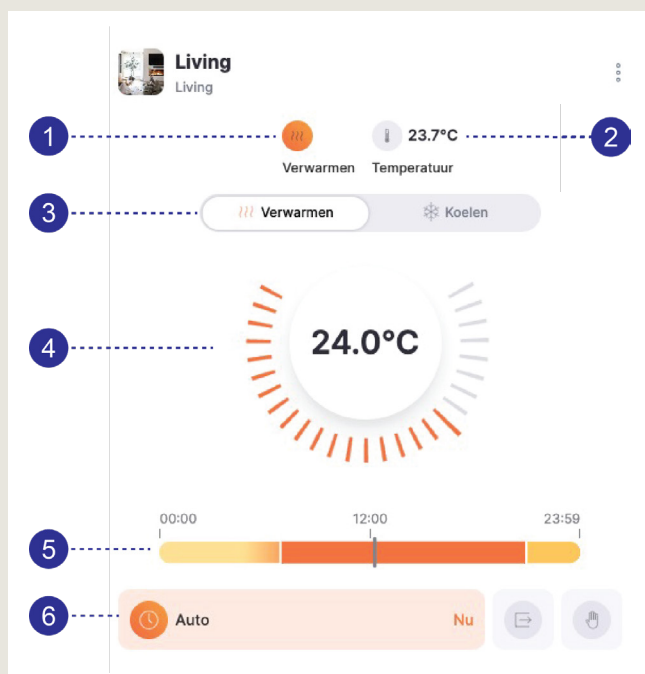 Living
Living
1
23.7°C
2
Verwarmen
Temperatuur
3
Verwarmen
Koelen
4
24.0°C
00:00
12:00
23:59
5
6
Auto
Nu